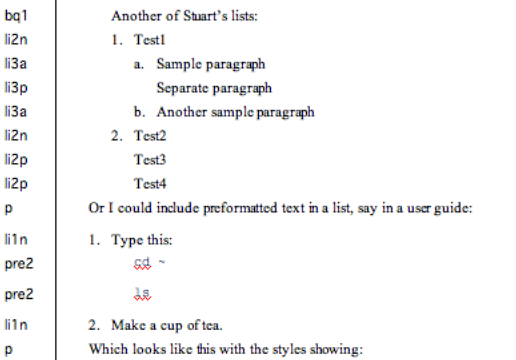 bq1 Another of Stuart's lists:
li2n 1. Test1
li3a a. Sample paragraph
li3p Separate paragraph
li3a b. Another sample paragraph
li2n 2. Test2
li2p Test3
li2p Test4
p Or I could include preformatted text in a list, say in a user guide:
li1n 1. Type this:
pre2 cd ~
pre2 ls
li1n 2. Make a cup of tea.
p Which looks like this with the styles showing: